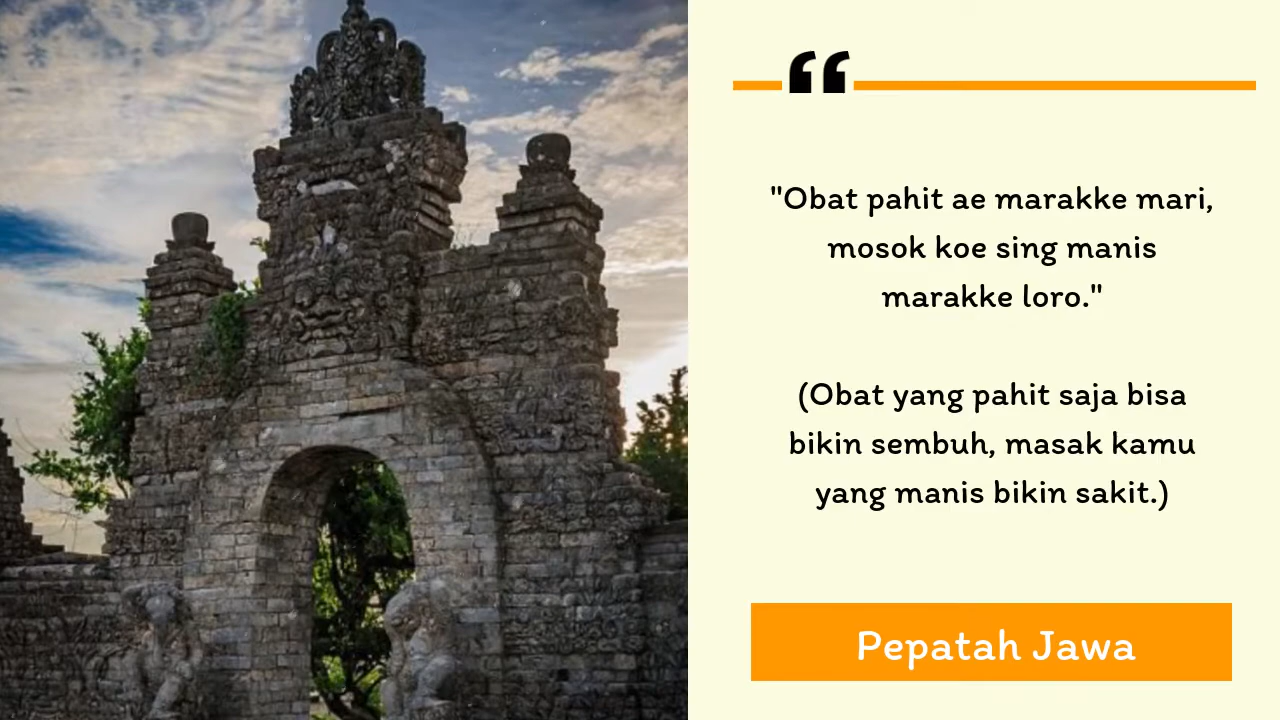 "Obat pahit ae marakke mari,
mosok koe sing manis
marakke loro."
(Obat yang pahit saja bisa
bikin sembuh, masak kamu
yang manis bikin sakit.)
Pepatah Jawa